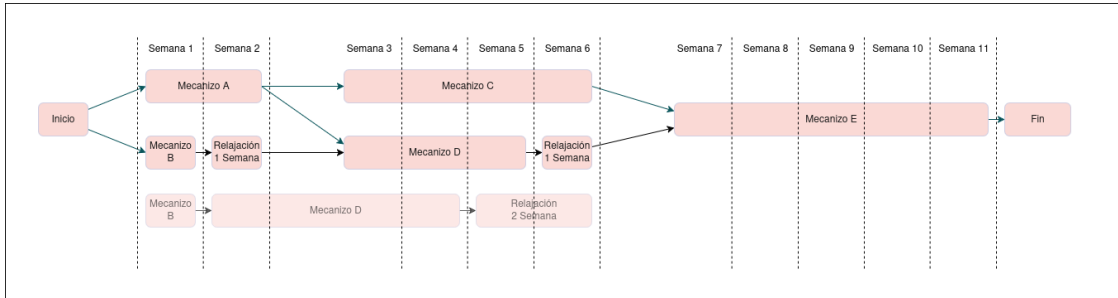 Semana 1
Semana 2
Semana 3
Semana 4
Semana 5
Semana 6
Semana 7
Semana 8
Semana 9
Semana 10
Semana 11
Mecanizo A
Mecanizo C
Inicio
Mecanizo E
Fin
Mecanizo
B
Relajación
1 Semana
Mecanizo D
Relajación
1 Semana
Mecanizo
B
Mecanizo D
Relajación
2 Semana